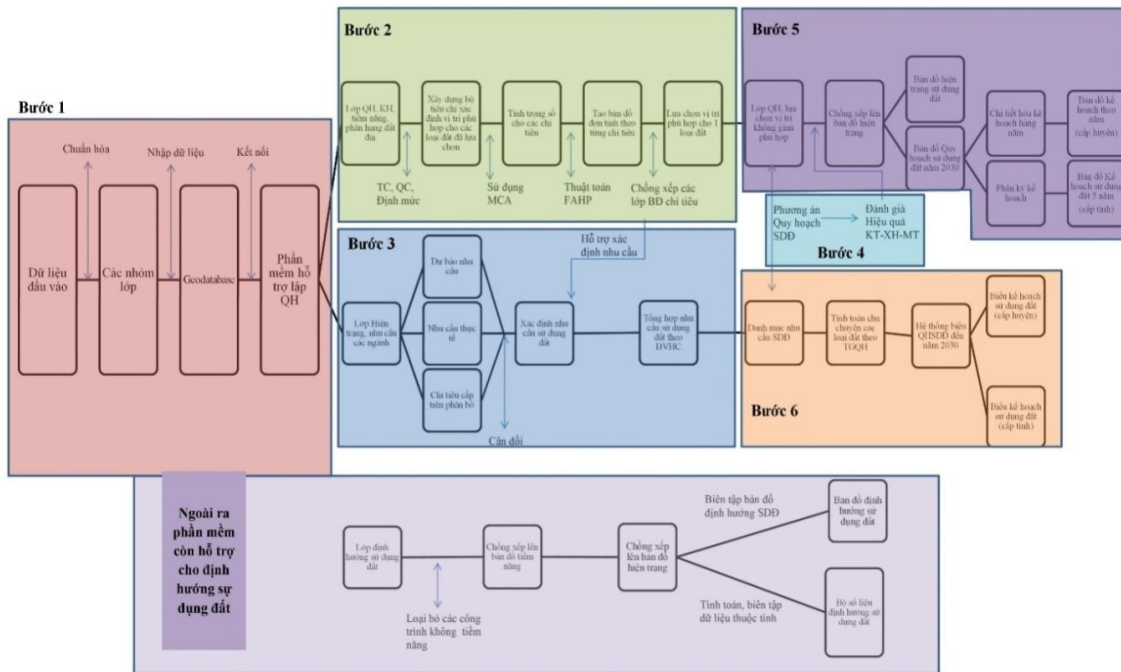 Bước 1
Chuẩn hóa
Nhập dữ liệu
Kết nối
Dữ liệu
đầu vào
Các nhóm
lớp
Geodatabase
Phần
mềm hỗ
trợ lập
QH
Bước 2
Lớp QH, KH,
tiềm năng,
phân hạng đất
đai
Xây dựng bộ
tiêu chí xác
định vị trí phù
hợp cho các
loại đất đã lựa
chọn
Tính trọng số
cho các chỉ
tiêu
Tạo bản đồ
đơn tính theo
từng chỉ tiêu
Lựa chọn vị trí
phù hợp cho 1
loại đất
TC, QC,
Định mức
Sử dụng
MCA
Thuật toán
FAHP
Chồng xếp các
lớp BĐ chỉ tiêu
Bước 3
Hỗ trợ xác
định nhu cầu
Lớp Hiện
trạng, nhu cầu
các ngành
Dự báo nhu
cầu
Nhu cầu thực
tế
Chỉ tiêu cấp
trên phân bổ
Xác định nhu
cầu sử dụng
đất
Tổng hợp nhu
cầu sử dụng
đất theo
ĐVHC
Cân đối
Bước 5
Lớp QH, lựa
chọn vị trí
không gian
phù hợp
Chồng xếp lên
bản đồ hiện
trạng
Bản đồ hiện
trạng sử dụng
đất
Bản đồ Quy
hoạch sử dụng
đất năm 2030
Chi tiết hóa kế
hoạch hàng
năm
Phân kỳ kế
hoạch
Bản đồ kế
hoạch theo năm
(cấp huyện)
Bản đồ Kế
hoạch sử dụng
đất 5 năm
(cấp tỉnh)
Phương án
Quy hoạch
SDĐ
Đánh giá
Hiệu quả
KT-XH-MT
Bước 4
Danh mục nhu
cầu SDĐ
Tính toán chu
chuyển các
loại đất theo
TGQH
Hệ thống biểu
QHSDĐ đến
năm 2030
Biểu kế hoạch
sử dụng đất
(cấp huyện)
Biểu kế hoạch
sử dụng đất
(cấp tỉnh)
Bước 6
Ngoài ra
phần mềm
còn hỗ trợ
cho định
hướng sự
dụng đất
Lớp định
hướng sử dụng
đất
Chồng xếp lên
bản đồ tiềm
năng
Chồng xếp
lên bản đồ
hiện trạng
Loại bỏ các công
trình không tiềm
năng
Biên tập bản đồ
định hướng SDĐ
Tính toán, biên tập
dữ liệu thuộc tính
Bản đồ định
hướng sử
dụng đất
Bộ số liệu
định hướng sử
dụng đất